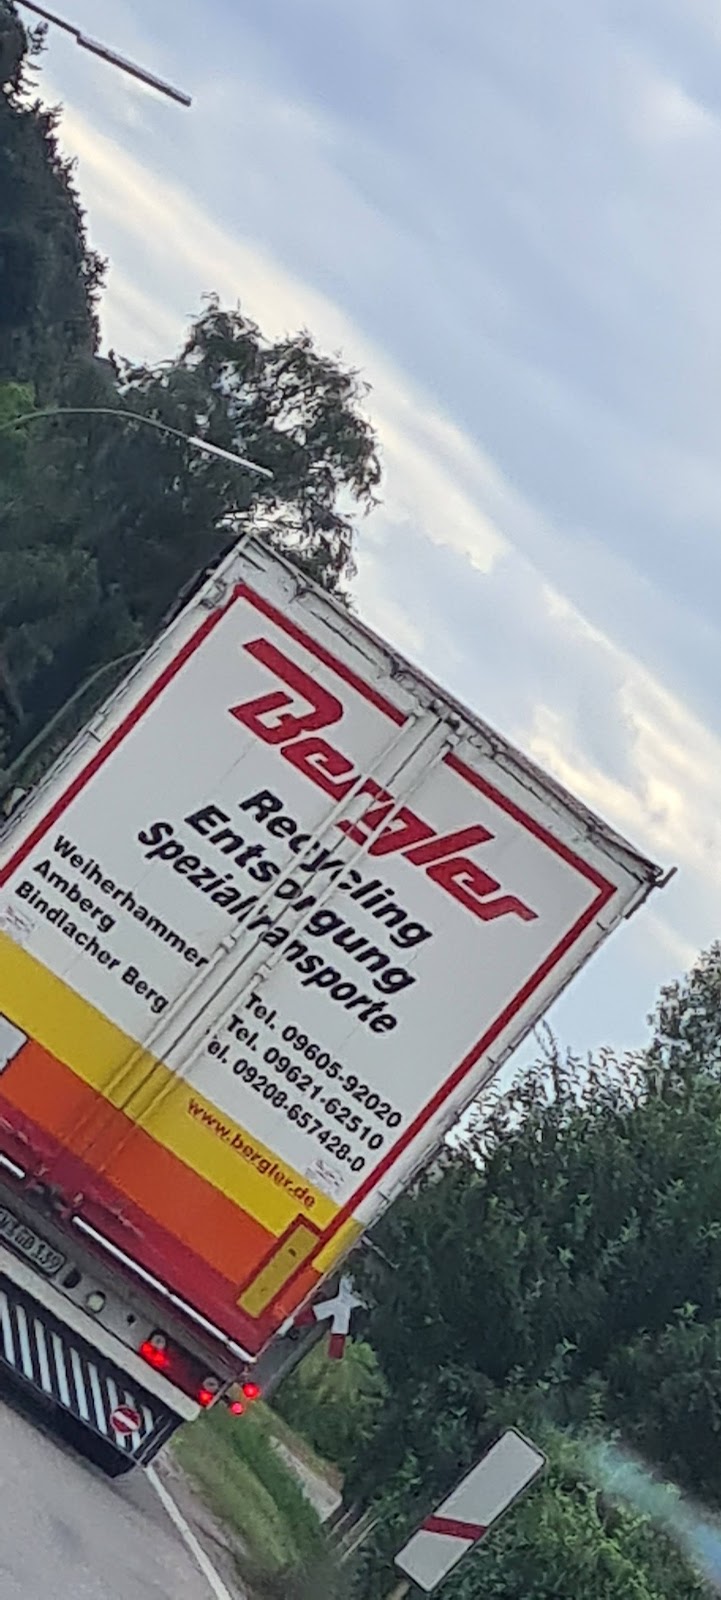 Bergler
Recycling
Entsorgung
Spezialtransporte
Weiherhammer Tel. 09605-92020
Amberg Tel. 09621-62510
Bindlacher Berg Tel. 09208-657428-0
www.bergler.de